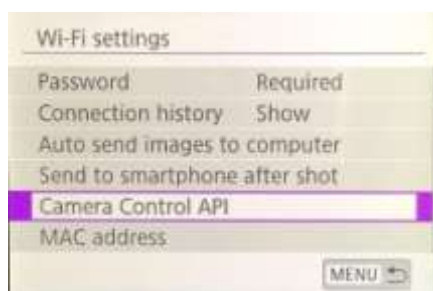 Wi-Fi settings
Password Required
Connection history Show
Auto send images to computer
Send to smartphone after shot
Camera Control API
MAC address
MENU